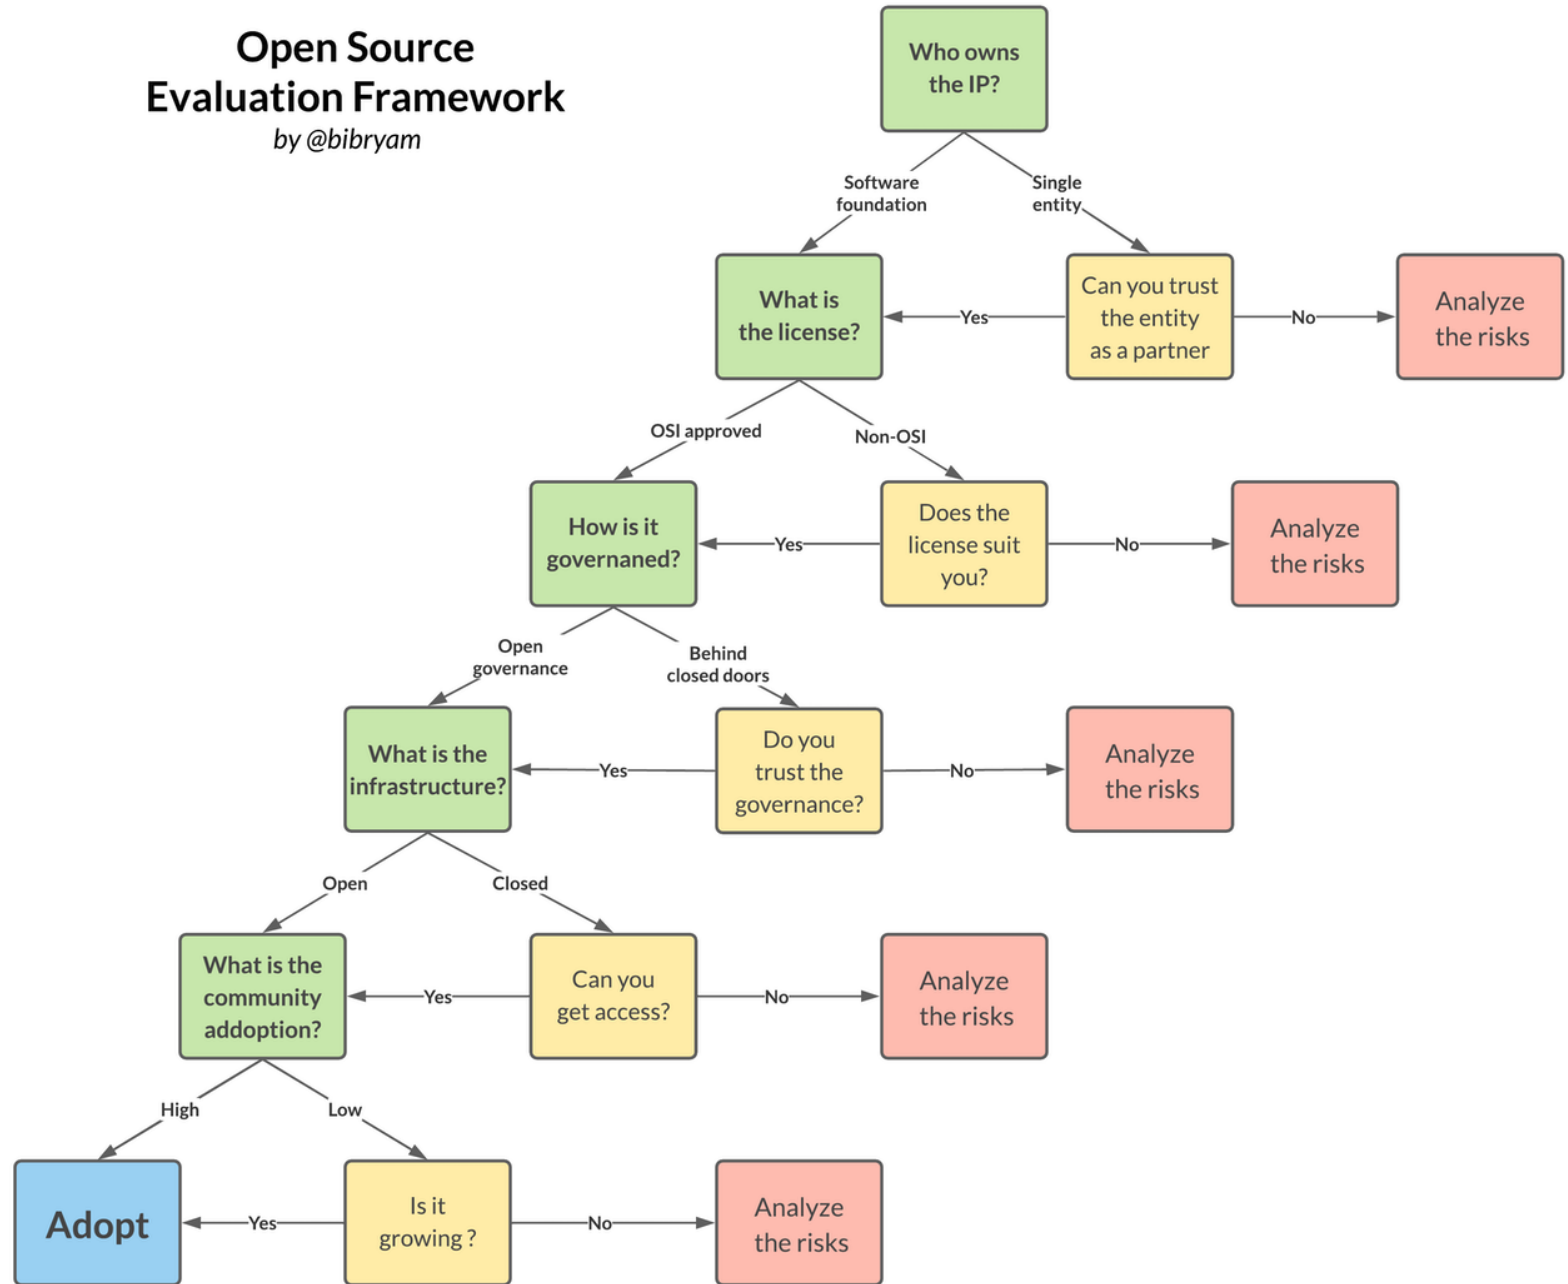 Open Source
Evaluation Framework
by @bibryam
Who owns
the IP?
Software
foundation
Single
entity
What is
the license?
Yes
Can you trust
the entity
as a partner
No
Analyze
the risks
OSI approved
Non-OSI
How is it
governaned?
Yes
Does the
license suit
you?
No
Analyze
the risks
Open
governance
Behind
closed doors
What is the
infrastructure?
Yes
Do you
trust the
governance?
No
Analyze
the risks
Open
Closed
What is the
community
addoption?
Yes
Can you
get access?
No
Analyze
the risks
High
Low
Adopt
Yes
Is it
growing ?
No
Analyze
the risks